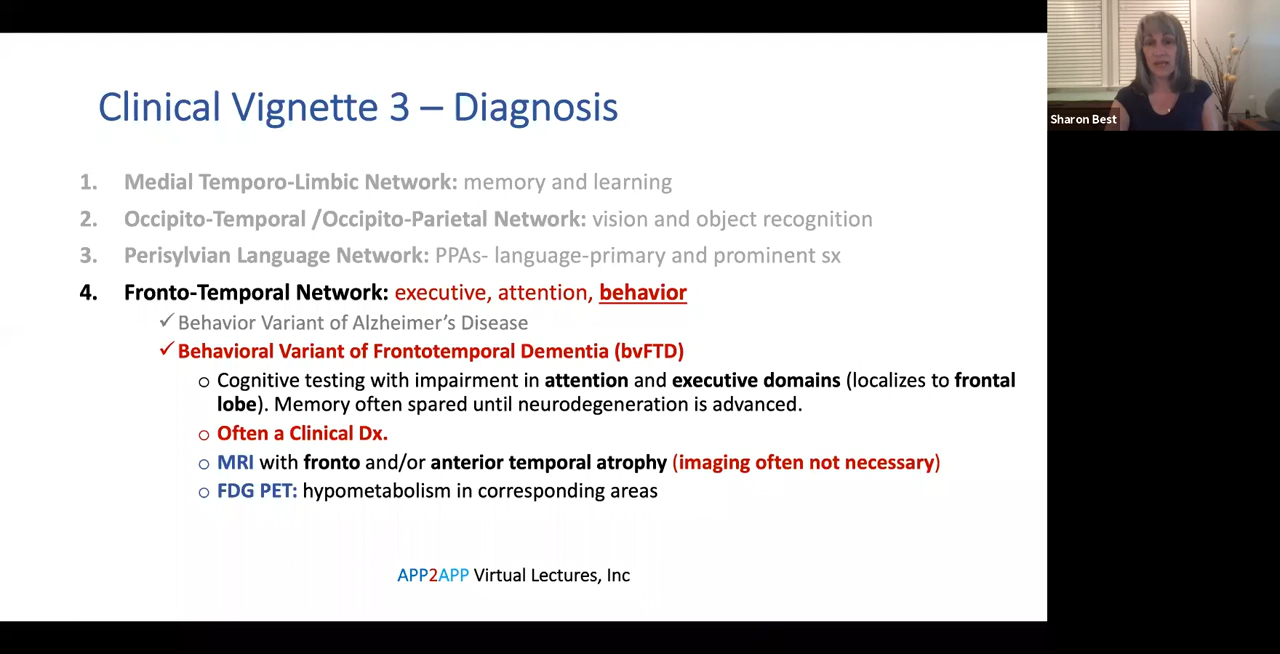 Clinical Vignette 3 – Diagnosis
1. Medial Temporo-Limbic Network: memory and learning
2. Occipito-Temporal /Occipito-Parietal Network: vision and object recognition
3. Perisylvian Language Network: PPAs- language-primary and prominent sx
4. Fronto-Temporal Network: executive, attention, behavior
✓Behavior Variant of Alzheimer's Disease
✓Behavioral Variant of Frontotemporal Dementia (bvFTD)
o Cognitive testing with impairment in attention and executive domains (localizes to frontal
lobe). Memory often spared until neurodegeneration is advanced.
o Often a Clinical Dx.
o MRI with fronto and/or anterior temporal atrophy (imaging often not necessary)
o FDG PET: hypometabolism in corresponding areas
APP2APP Virtual Lectures, Inc
Sharon Best